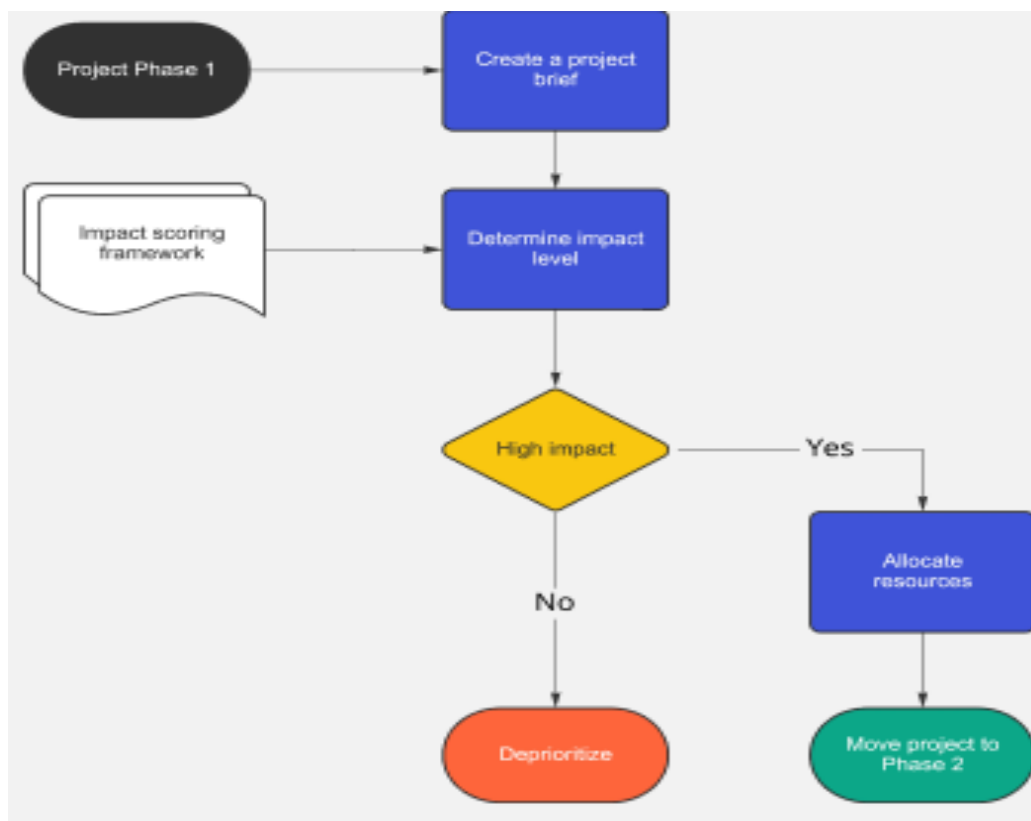 Project Phase 1
Create a project
brief
Impact scoring
framework
Determine impact
level
High impact
Yes
Allocate
resources
No
Deprioritize
Move project to
Phase 2